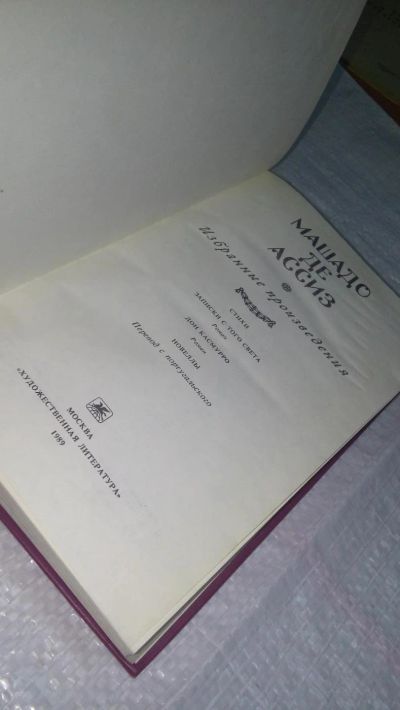 МАШАДО
ДЕ
АССИЗ
Избранные произведения
СТИХИ
ЗАПИСКИ С ТОГО СВЕТА
Роман
ДОН КАСМУРРО
Роман
НОВЕЛЛЫ
Перевод с португальского
МОСКВА
«ХУДОЖЕСТВЕННАЯ ЛИТЕРАТУРА»
1989